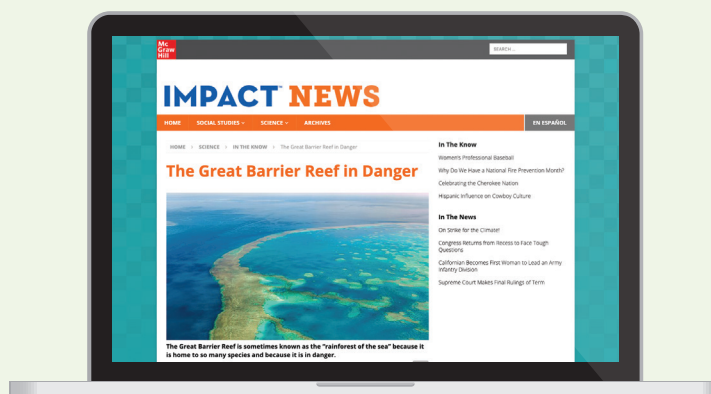 Mc
Graw
Hill
SEARCH...
IMPACT™ NEWS
HOME SOCIAL STUDIES SCIENCE ARCHIVES EN ESPAÑOL
HOME > SCIENCE > IN THE KNOW > The Great Barrier Reef in Danger
The Great Barrier Reef in Danger
The Great Barrier Reef is sometimes known as the “rainforest of the sea” because it
is home to so many species and because it is in danger.
In The Know
Women's Professional Baseball
Why Do We Have a National Fire Prevention Month?
Celebrating the Cherokee Nation
Hispanic Influence on Cowboy Culture
In The News
On Strike for the Climate!
Congress Returns from Recess to Face Tough
Questions
Californian Becomes First Woman to Lead an Army
Infantry Division
Supreme Court Makes Final Rulings of Term